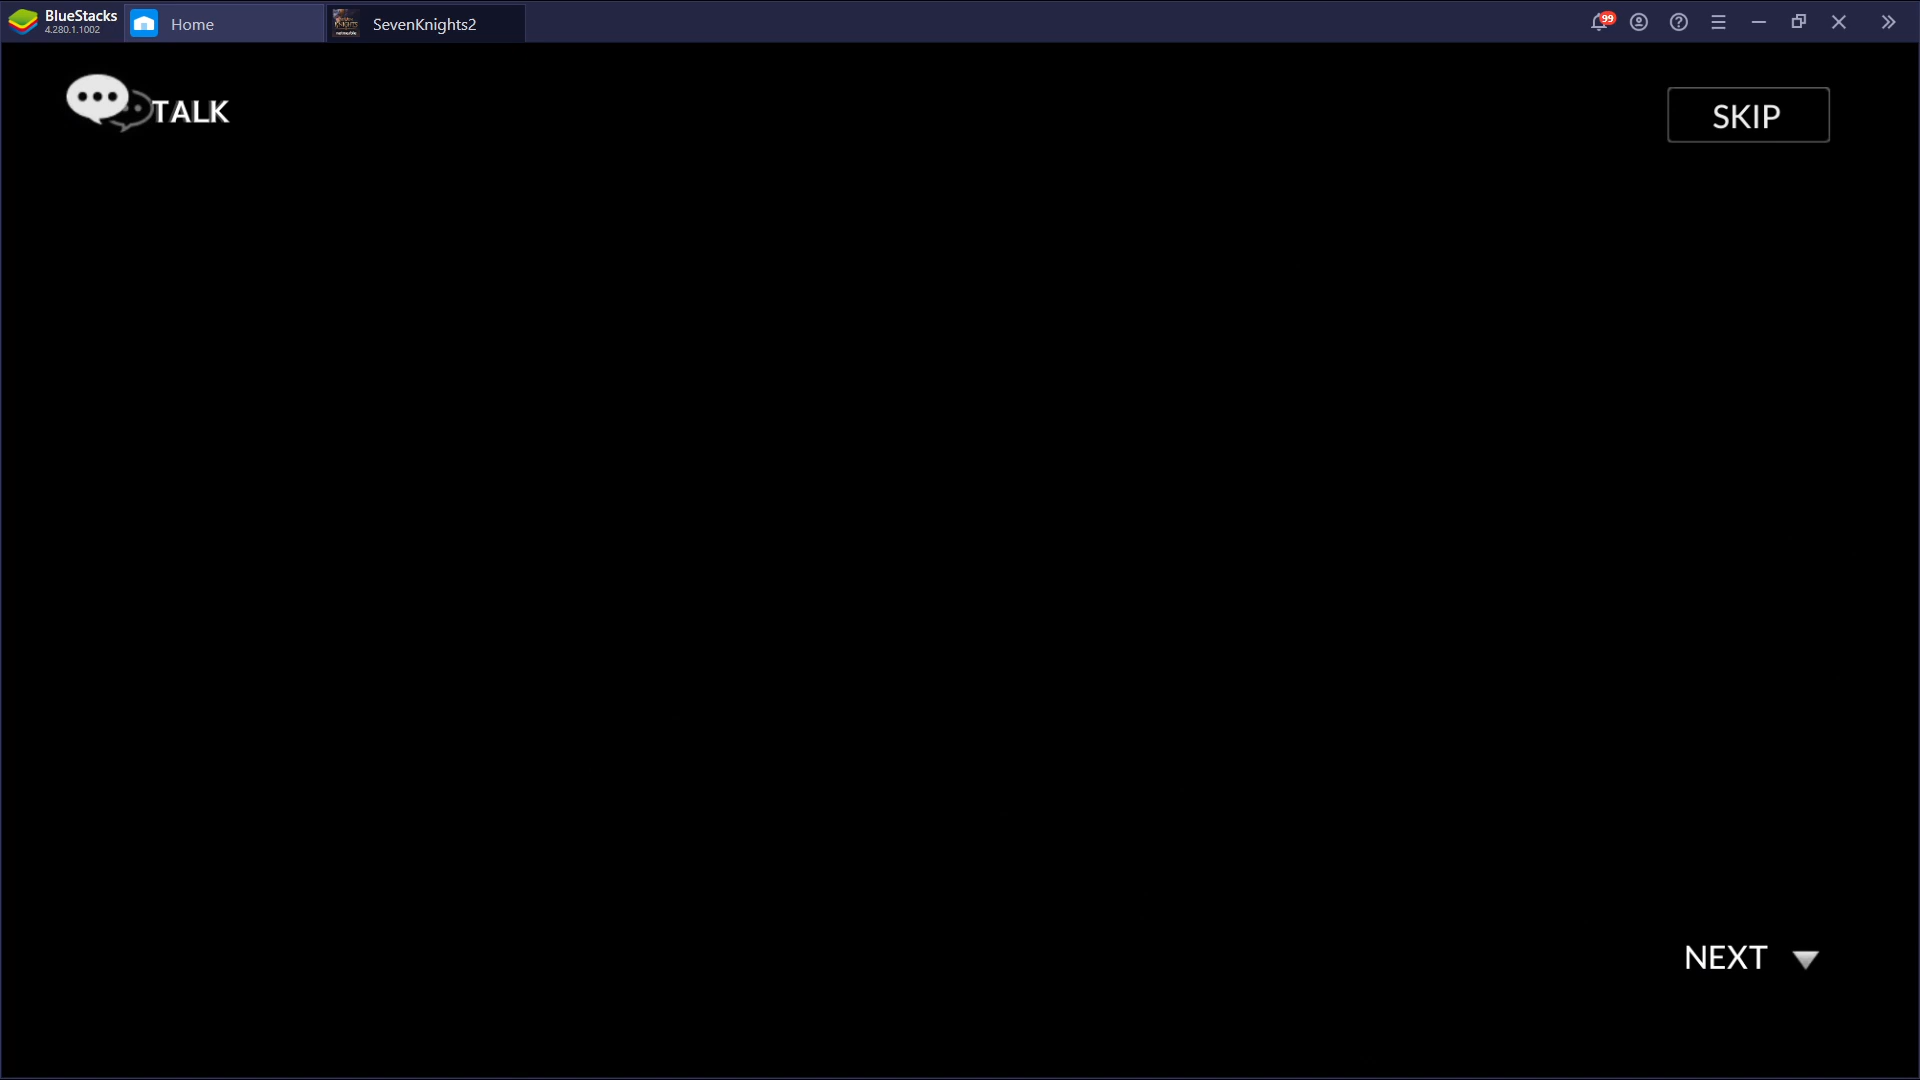 BlueStacks
4.280.1.1002
Home
SevenKnights2
99
TALK
SKIP
NEXT